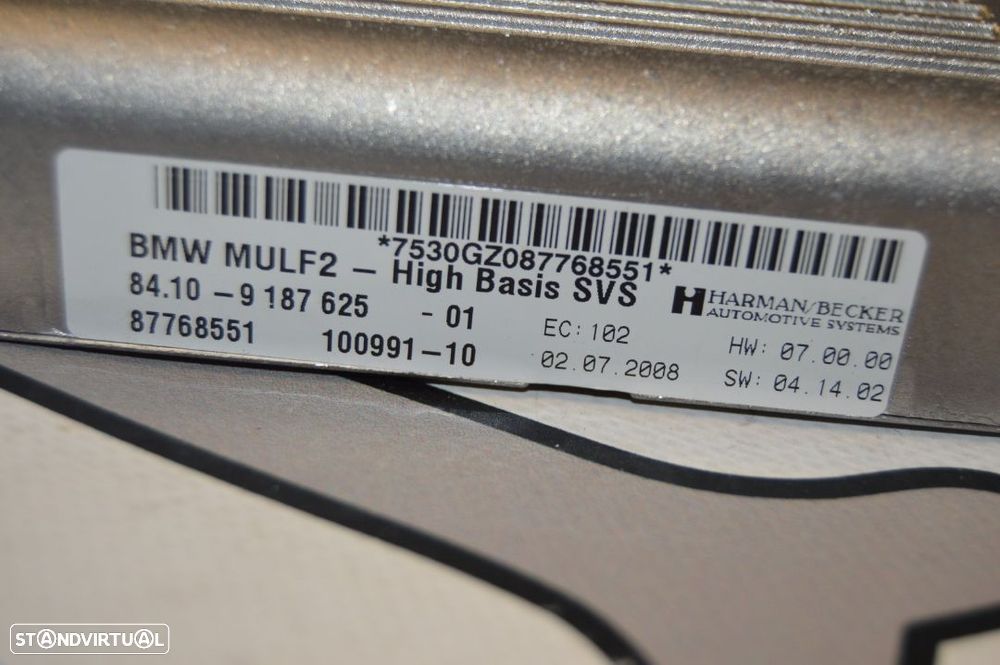 *7530GZ087768551*
BMW MULF2 – High Basis SVS
84.10 – 9 187 625 - 01
87768551 100991–10
EC: 102
02.07.2008
HARMAN/BECKER
AUTOMOTIVE SYSTEMS
HW: 07.00.00
SW: 04.14.02
STANDVIRTUAL